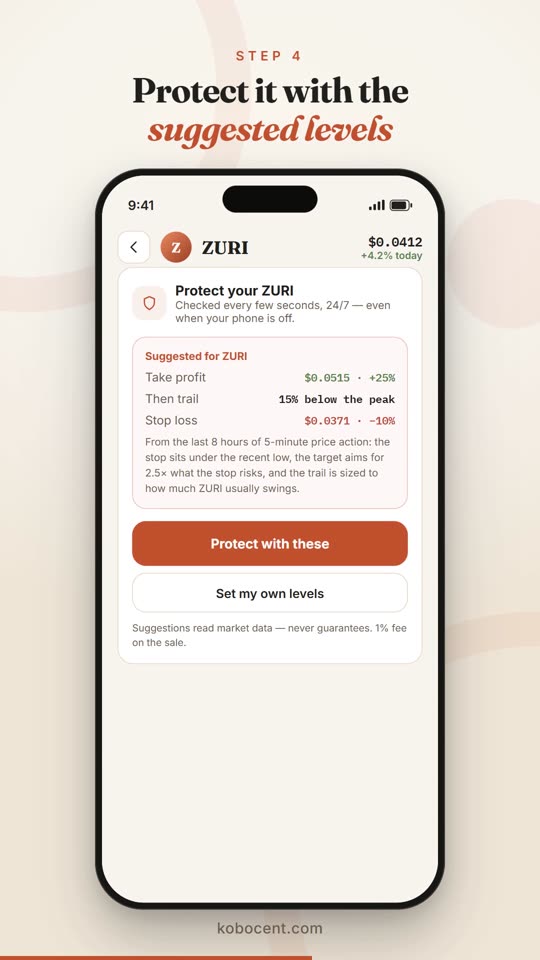 STEP 4
Protect it with the
suggested levels
9:41
Z ZURI
$0.0412
+4.2% today
Protect your ZURI
Checked every few seconds, 24/7 — even
when your phone is off.
Suggested for ZURI
Take profit $0.0515 · +25%
Then trail 15% below the peak
Stop loss $0.0371 · −10%
From the last 8 hours of 5-minute price action: the
stop sits under the recent low, the target aims for
2.5× what the stop risks, and the trail is sized to
how much ZURI usually swings.
Protect with these
Set my own levels
Suggestions read market data — never guarantees. 1% fee
on the sale.
kobocent.com